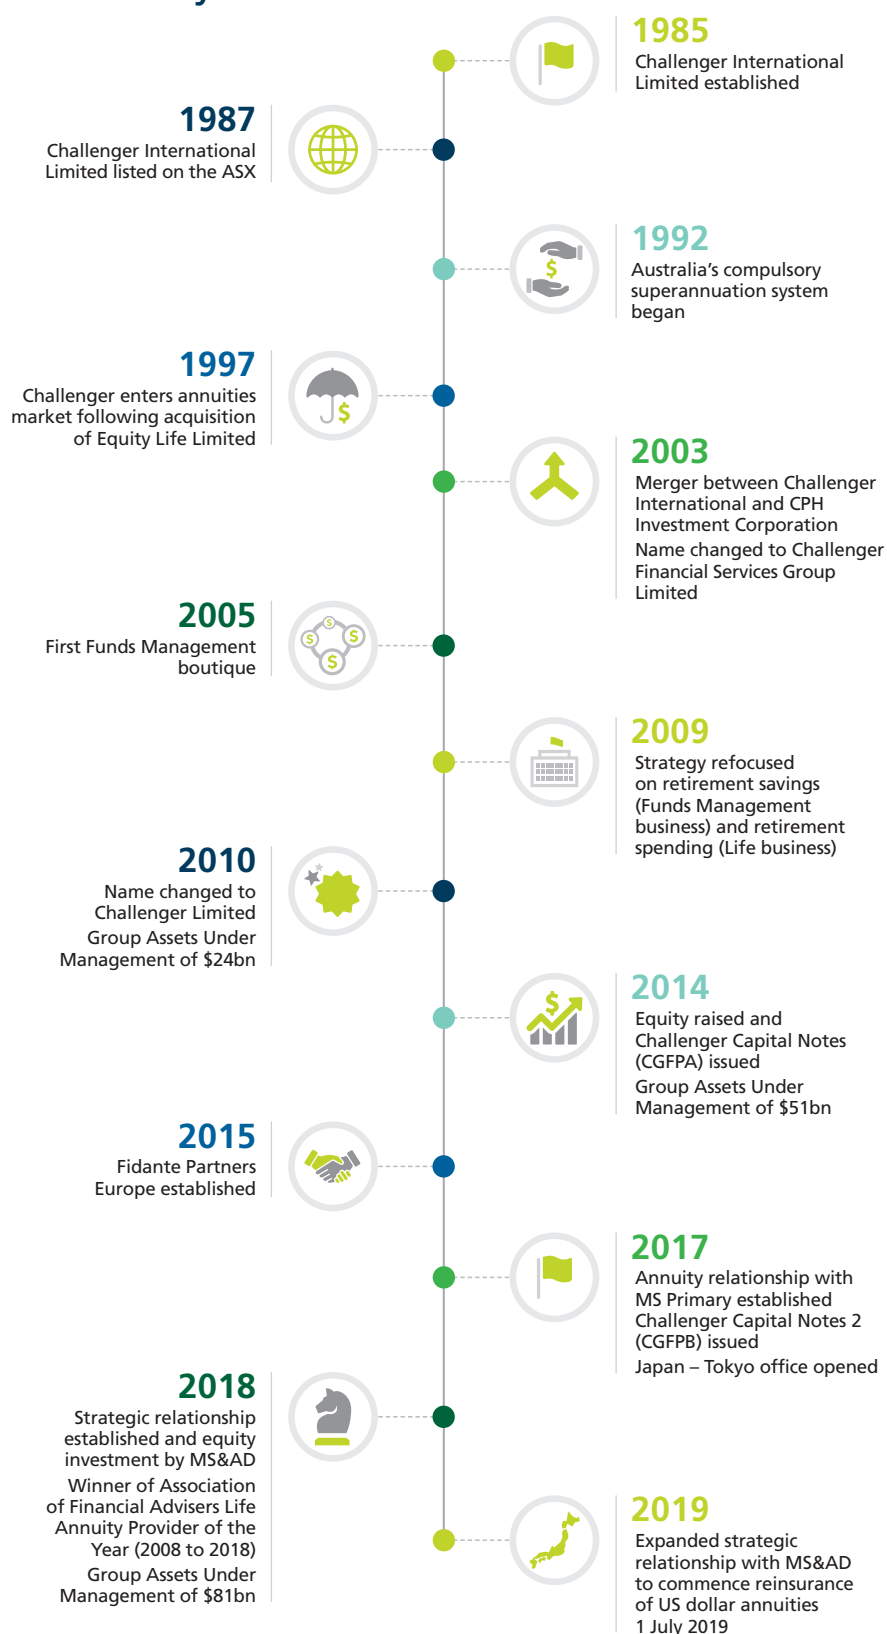 1985
Challenger International
Limited established
1987
Challenger International
Limited listed on the ASX
1992
Australia’s compulsory
superannuation system
began
1997
Challenger enters annuities
market following acquisition
of Equity Life Limited
2003
Merger between Challenger
International and CPH
Investment Corporation
Name changed to Challenger
Financial Services Group
Limited
2005
First Funds Management
boutique
2009
Strategy refocused
on retirement savings
(Funds Management
business) and retirement
spending (Life business)
2010
Name changed to
Challenger Limited
Group Assets Under
Management of $24bn
2014
Equity raised and
Challenger Capital Notes
(CGFPA) issued
Group Assets Under
Management of $51bn
2015
Fidante Partners
Europe established
2017
Annuity relationship with
MS Primary established
Challenger Capital Notes 2
(CGFPB) issued
Japan – Tokyo office opened
2018
Strategic relationship
established and equity
investment by MS&AD
Winner of Association
of Financial Advisers Life
Annuity Provider of the
Year (2008 to 2018)
Group Assets Under
Management of $81bn
2019
Expanded strategic
relationship with MS&AD
to commence reinsurance
of US dollar annuities
1 July 2019